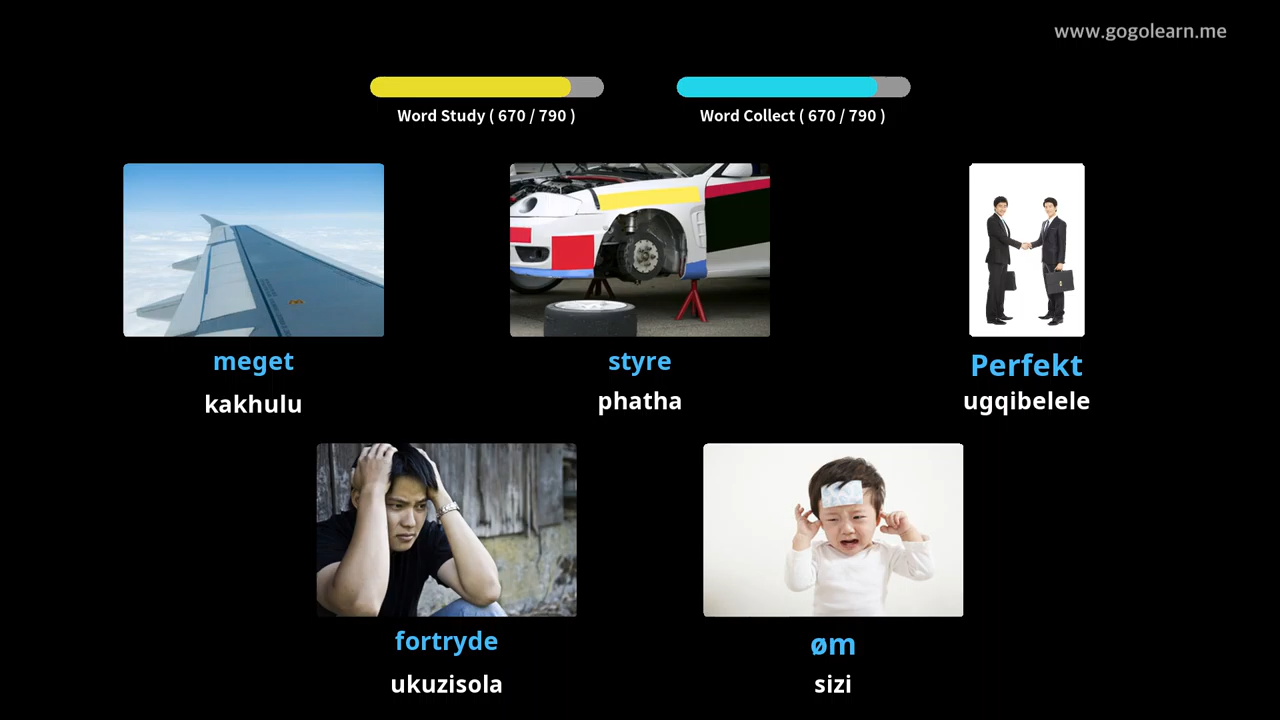 www.gogolearn.me
Word Study ( 670 / 790 )
Word Collect ( 670 / 790 )
meget
kakhulu
styre
phatha
Perfekt
ugqibelele
fortryde
ukuzisola
øm
sizi